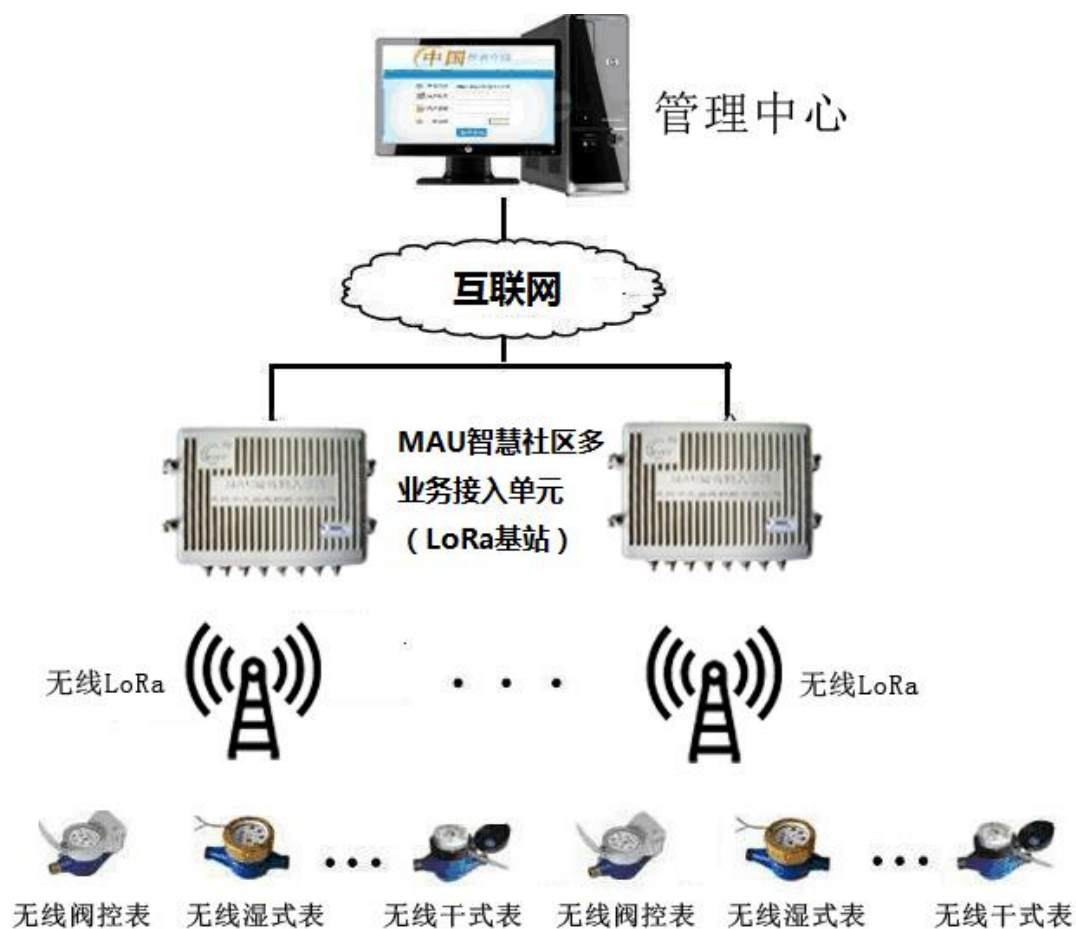 中国
管理中心
互联网
MAU智慧社区多
业务接入单元
（LoRa基站）
无线LoRa
无线LoRa
无线阀控表
无线湿式表
无线干式表
无线阀控表
无线湿式表
无线干式表